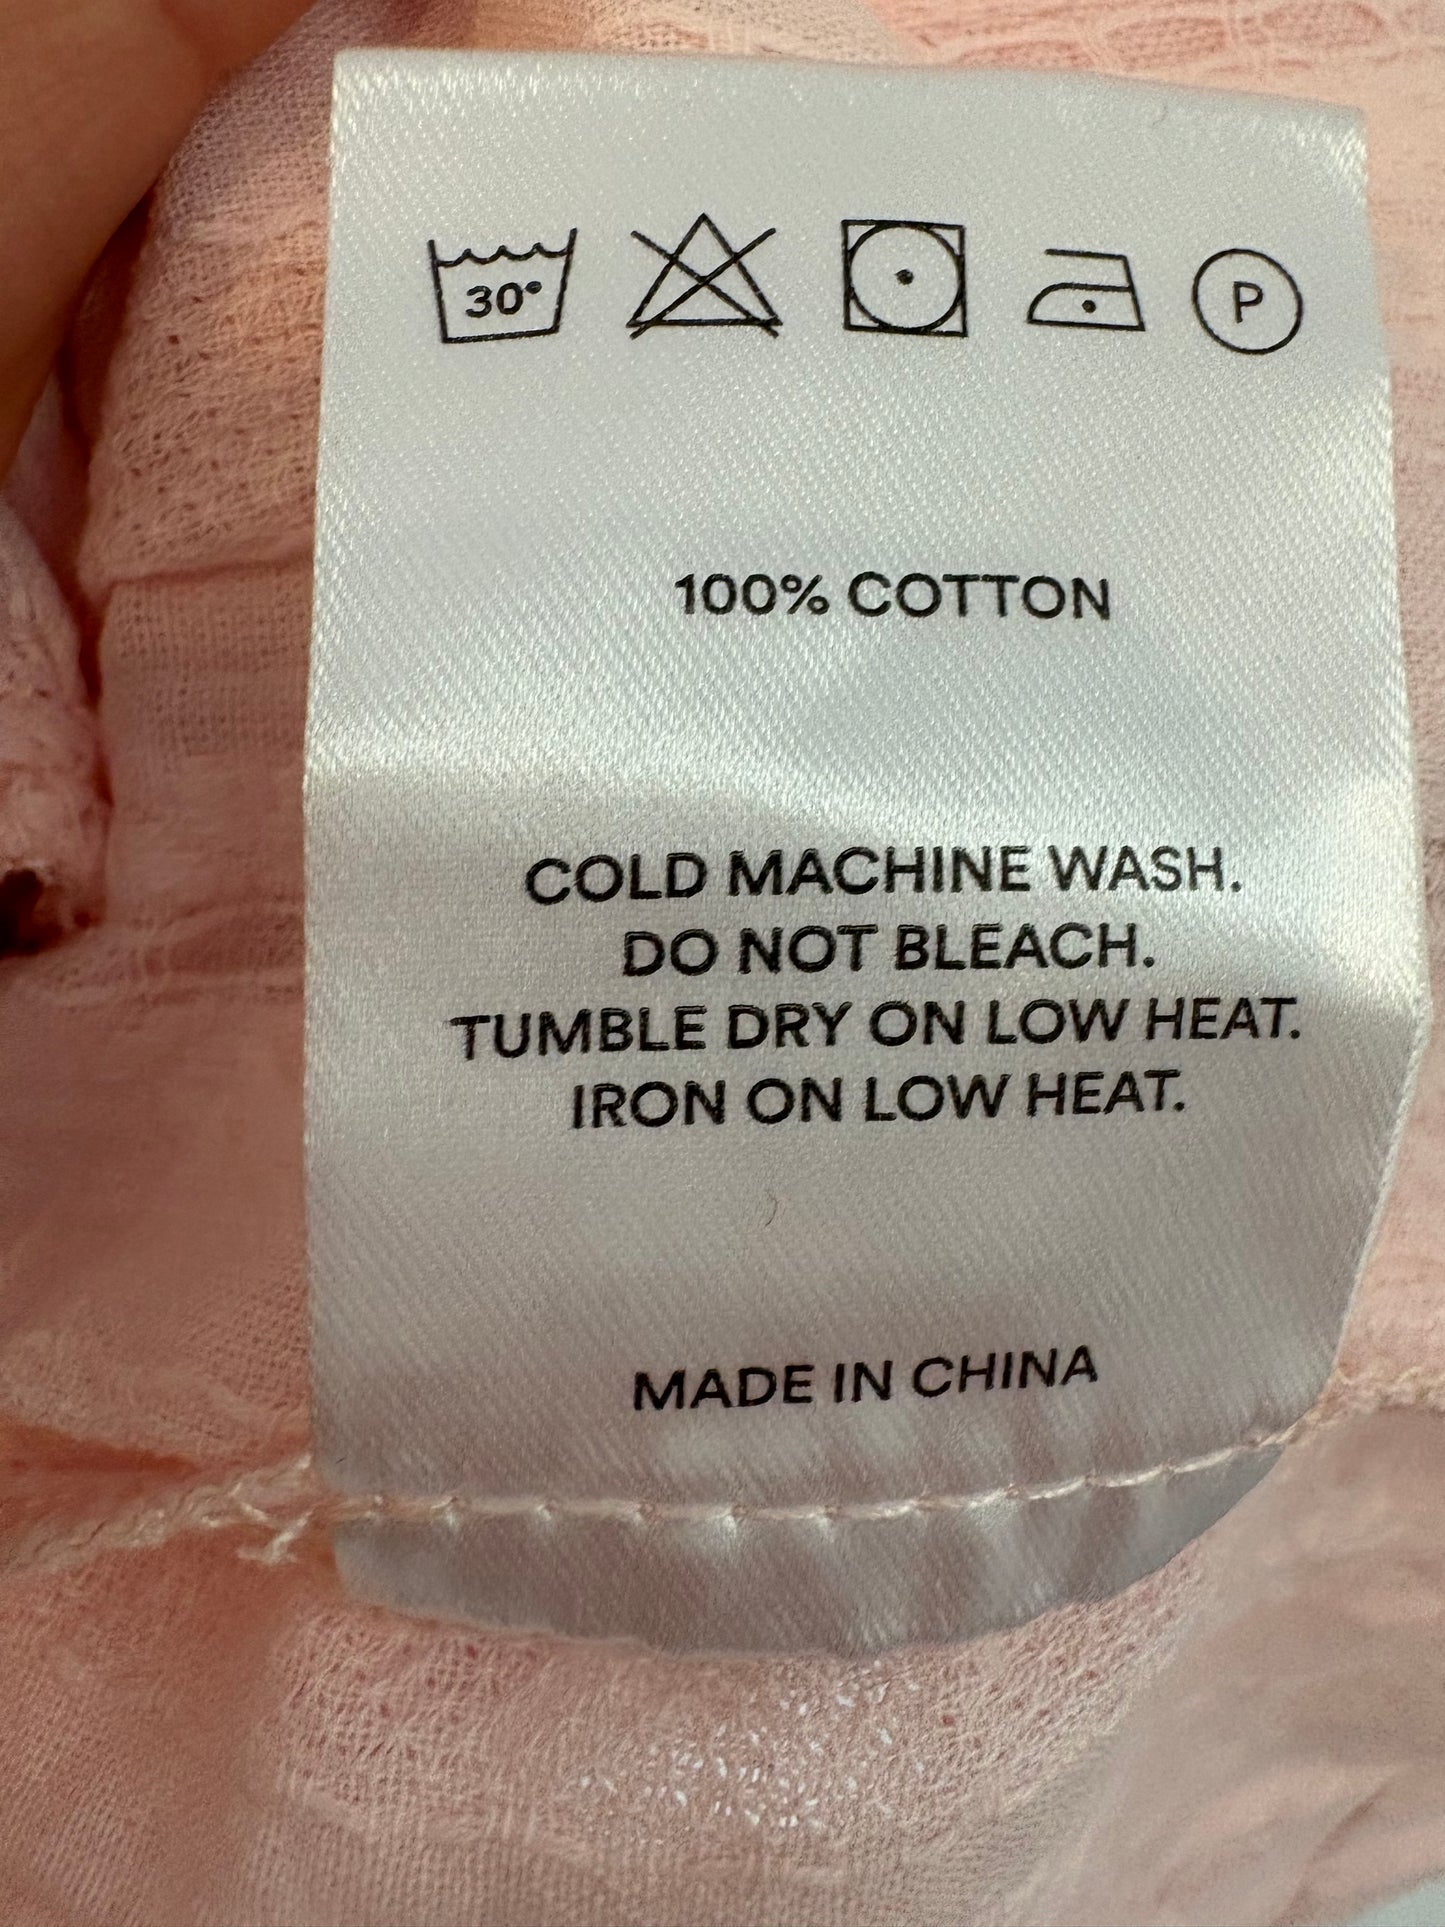 30° P
100% COTTON
COLD MACHINE WASH.
DO NOT BLEACH.
TUMBLE DRY ON LOW HEAT.
IRON ON LOW HEAT.
MADE IN CHINA